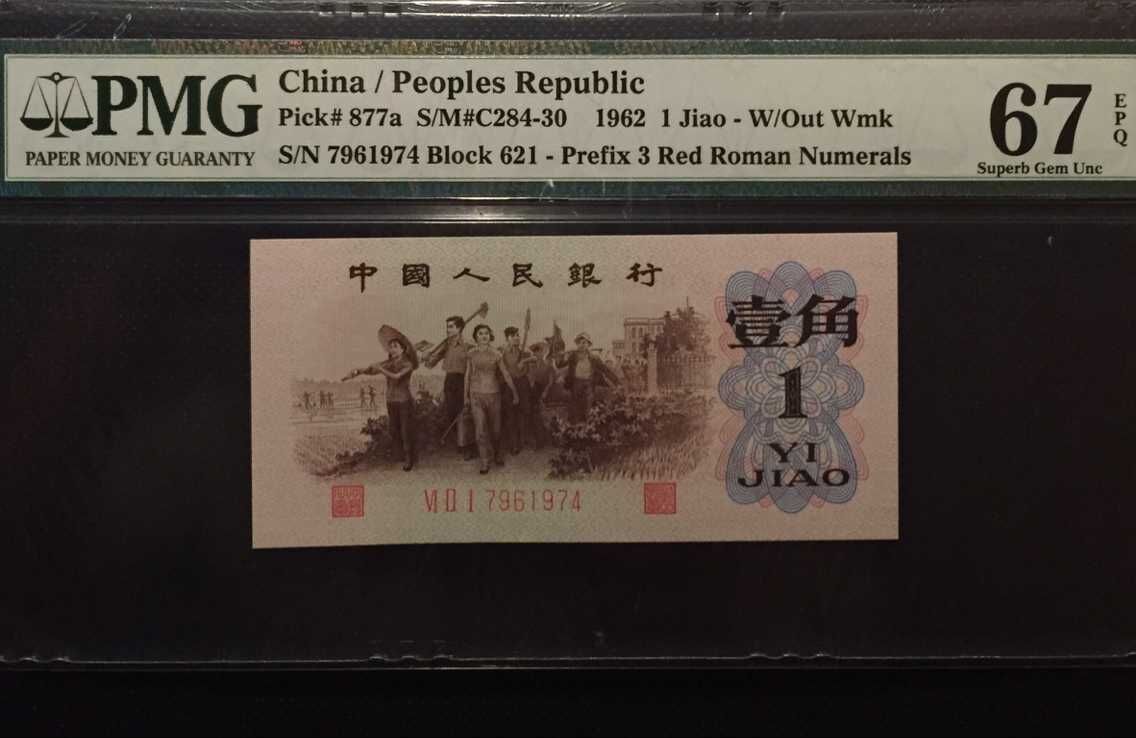 PMG
PAPER MONEY GUARANTY
China / Peoples Republic
Pick# 877a S/M#C284-30 1962 1 Jiao - W/Out Wmk
S/N 7961974 Block 621 - Prefix 3 Red Roman Numerals
67
Superb Gem Unc
EPQ
中國人民銀行
壹角
1
YI
JIAO
VI II I 7961974